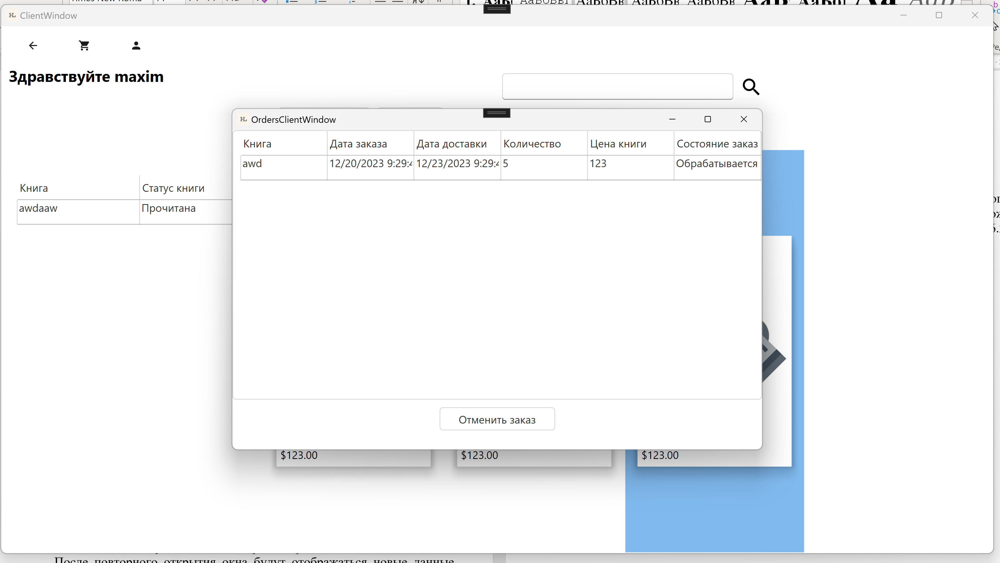 ClientWindow
Здравствуйте maxim
OrdersClientWindow
Книга Дата заказа Дата доставки Количество Цена книги Состояние заказ
awd 12/20/2023 9:29:4 12/23/2023 9:29:4 5 123 Обрабатывается
Книга Статус книги
awdaaw Прочитана
Отменить заказ
$123.00 $123.00 $123.00
После повторного открытия окна будут отображаться новые данные